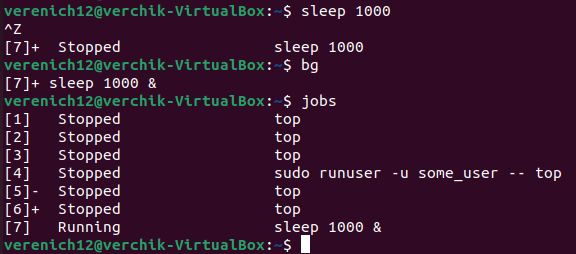 verenich12@verchik-VirtualBox:~$ sleep 1000
^Z
[7]+  Stopped                 sleep 1000
verenich12@verchik-VirtualBox:~$ bg
[7]+ sleep 1000 &
verenich12@verchik-VirtualBox:~$ jobs
[1]   Stopped                 top
[2]   Stopped                 top
[3]   Stopped                 top
[4]   Stopped                 sudo runuser -u some_user -- top
[5]-  Stopped                 top
[6]+  Stopped                 top
[7]   Running                 sleep 1000 &
verenich12@verchik-VirtualBox:~$